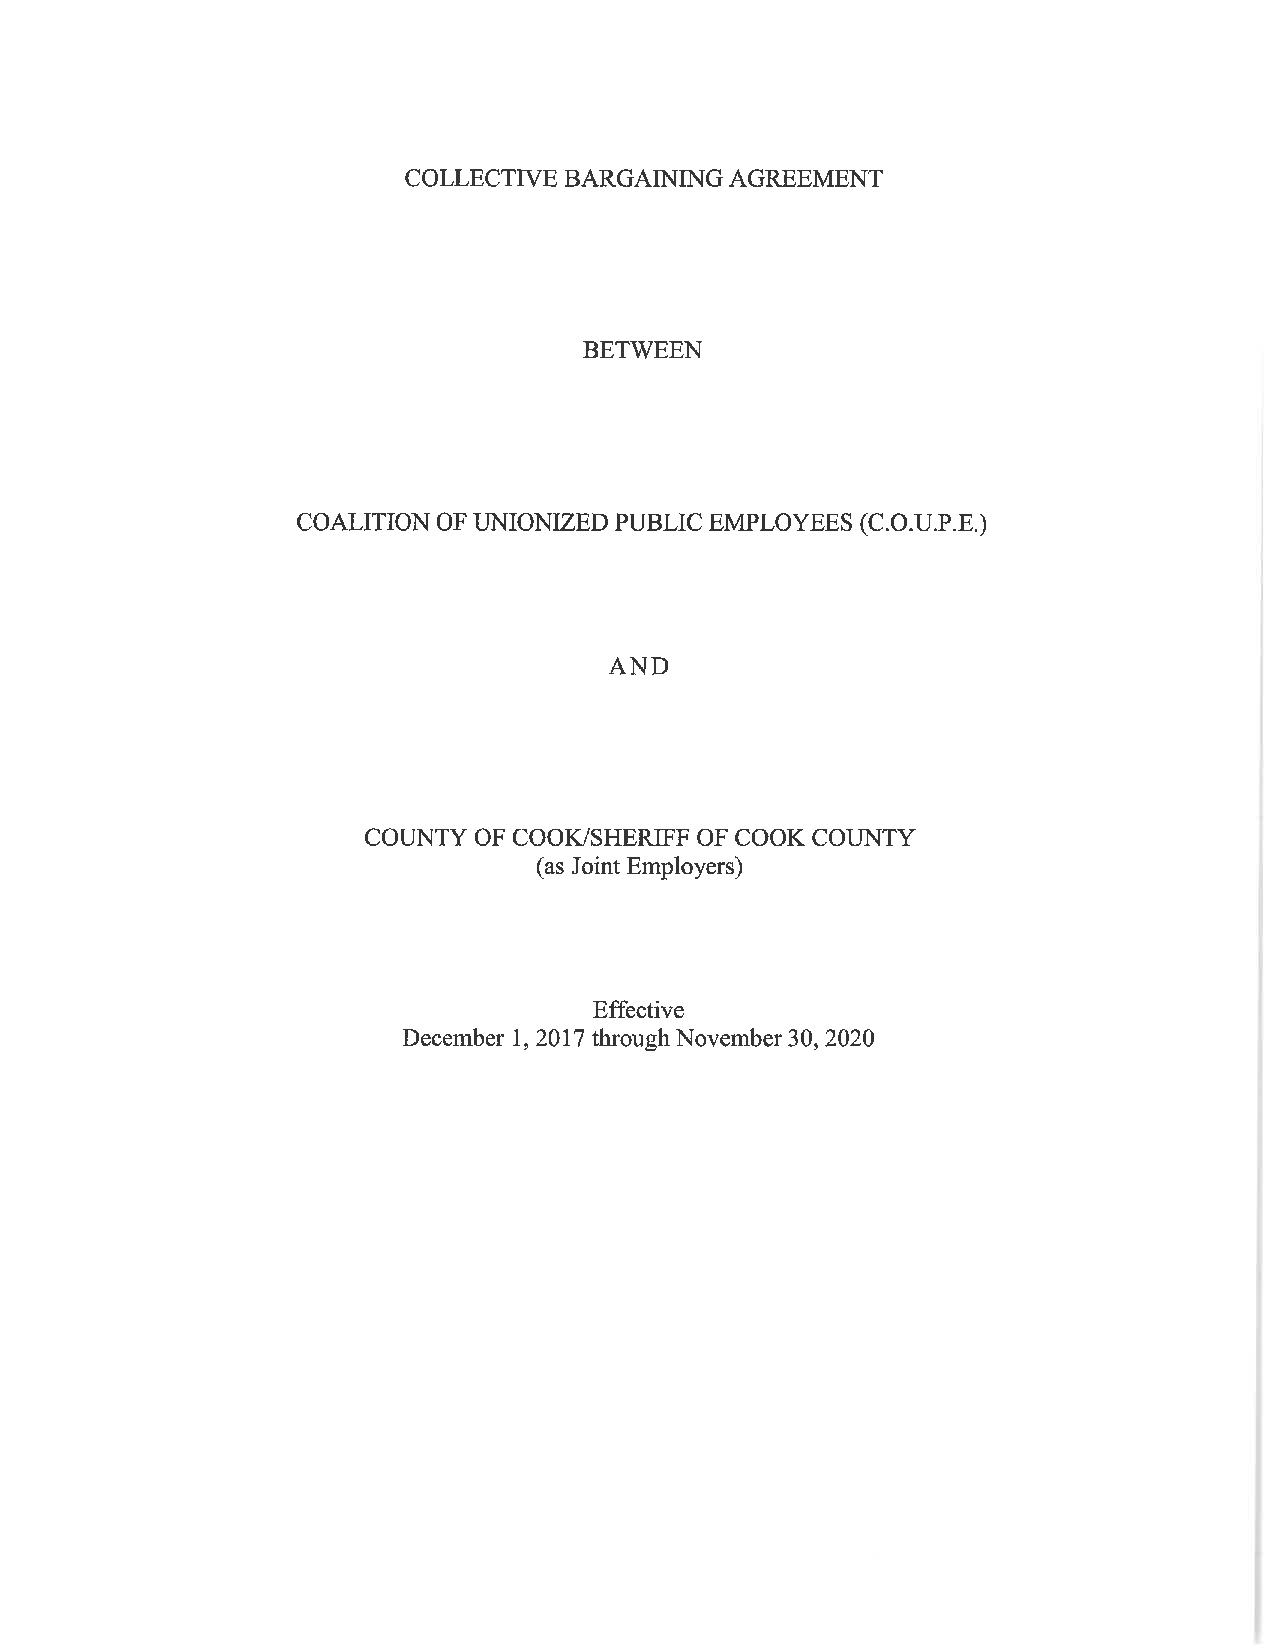 COLLECTIVE BARGAINING AGREEMENT
BETWEEN
COALITION OF UNIONIZED PUBLIC EMPLOYEES (C.O.U.P.E.)
AND
COUNTY OF COOK/SHERIFF OF COOK COUNTY
(as Joint Employers)
Effective
December 1, 2017 through November 30, 2020